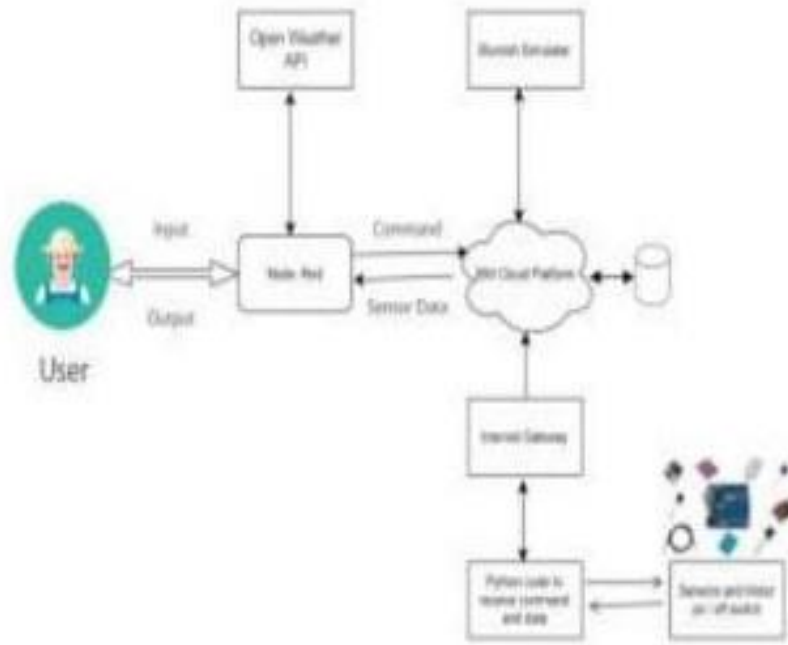 Open Weather
API
Input
Command
Node-Red
IBM Cloud Platform
Output
Sensor Data
User
Internet Gateway
Python code to
receive command
and data
Sensors and Motor
on / off switch